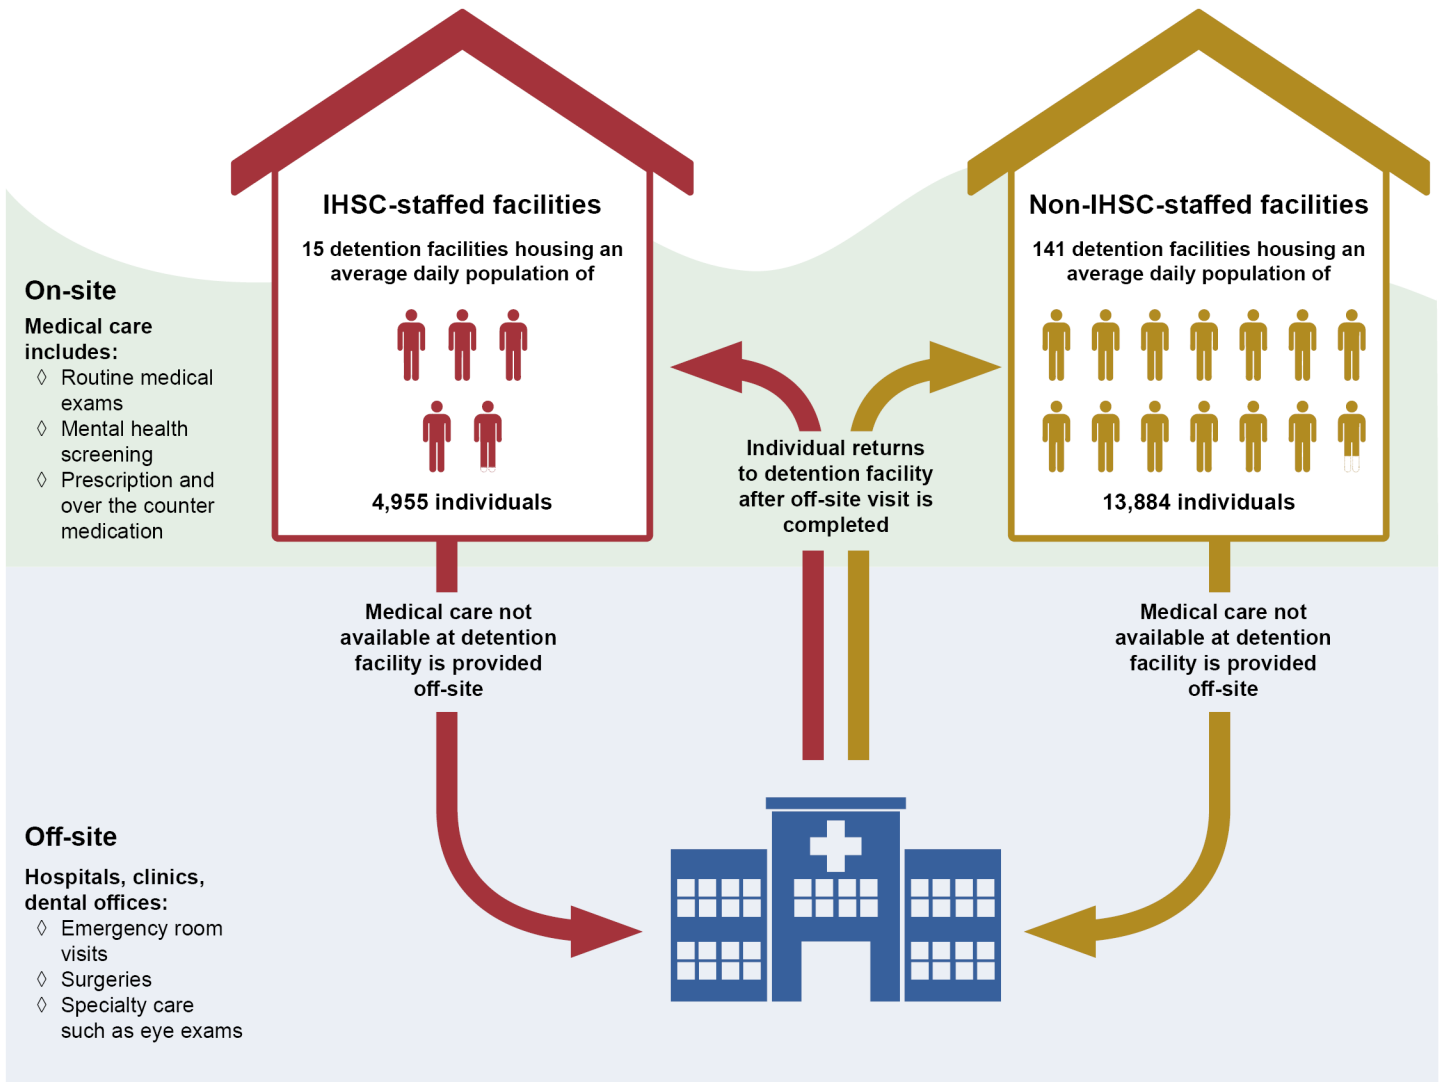 IHSC-staffed facilities
15 detention facilities housing an
average daily population of
4,955 individuals
Non-IHSC-staffed facilities
141 detention facilities housing an
average daily population of
13,884 individuals
On-site
Medical care
includes:
◊ Routine medical
exams
◊ Mental health
screening
◊ Prescription and
over the counter
medication
Individual returns
to detention facility
after off-site visit is
completed
Medical care not
available at detention
facility is provided
off-site
Medical care not
available at detention
facility is provided
off-site
Off-site
Hospitals, clinics,
dental offices:
◊ Emergency room
visits
◊ Surgeries
◊ Specialty care
such as eye exams